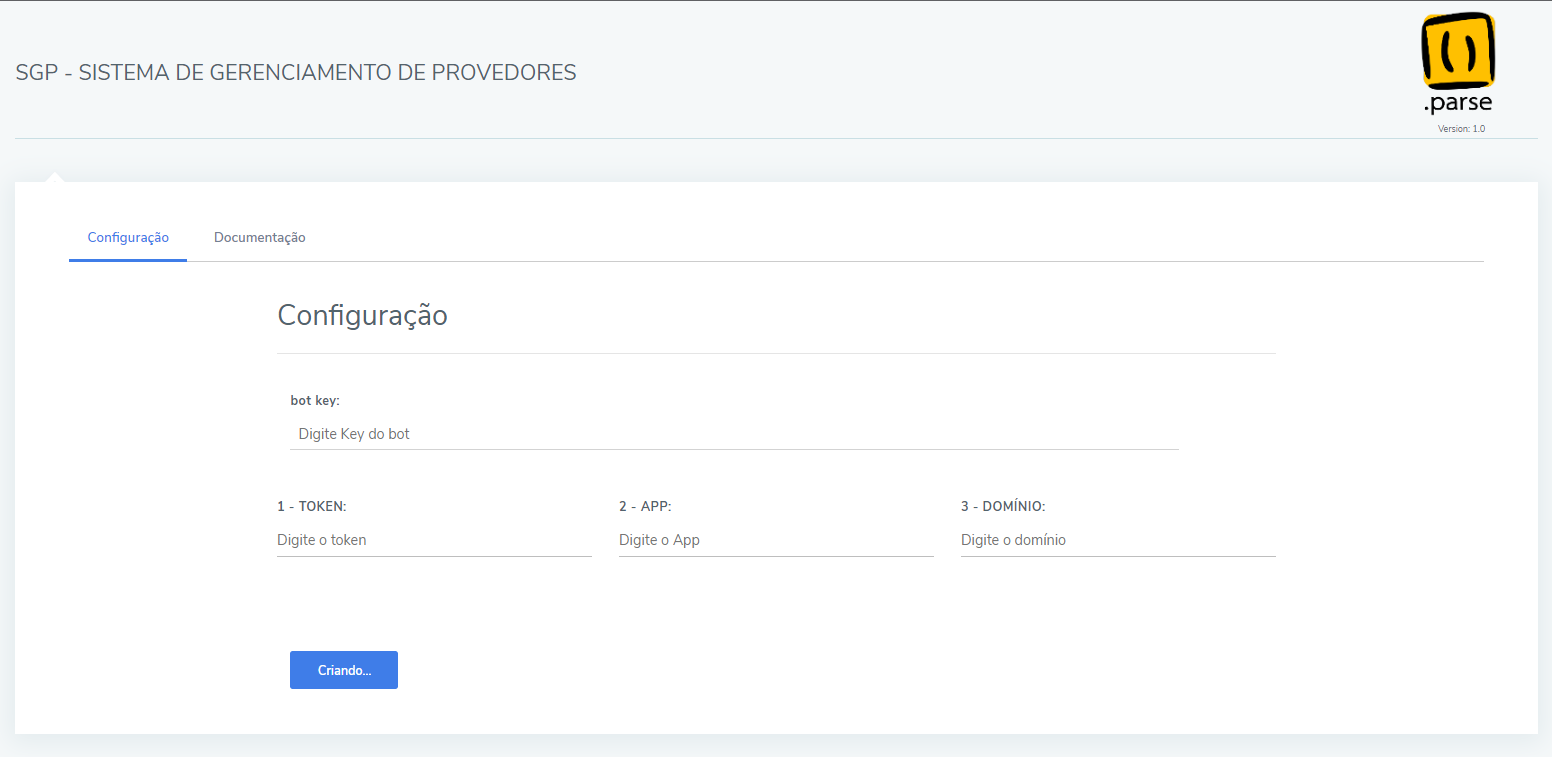 SGP - SISTEMA DE GERENCIAMENTO DE PROVEDORES
.parse
Version: 1.0
Configuração Documentação
Configuração
bot key:
Digite Key do bot
1 - TOKEN: 2 - APP: 3 - DOMÍNIO:
Digite o token Digite o App Digite o domínio
Criando...